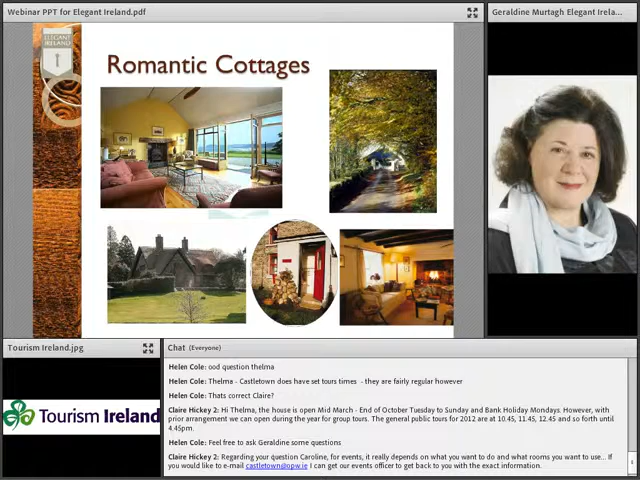 Webinar PPT for Elegant Ireland.pdf
Geraldine Murtagh Elegant Irela...
ELEGANT
IRELAND
Romantic Cottages
Tourism Ireland.jpg
Chat (Everyone)
Tourism Ireland
Helen Cole: ood question thelma
Helen Cole: Thelma - Castletown does have set tours times - they are fairly regular however
Helen Cole: Thats correct Claire?
Claire Hickey 2: Hi Thelma, the house is open Mid March - End of October Tuesday to Sunday and Bank Holiday Mondays. However, with
prior arrangement we can open during the year for group tours. The general public tours for 2012 are at 10.45, 11.45, 12.45 and so forth until
4.45pm.
Helen Cole: Feel free to ask Geraldine some questions
Claire Hickey 2: Regarding your question Caroline, for events, it really depends on what you want to do and what rooms you want to use... If
you would like to e-mail castletown@opw.ie I can get our events officer to get back to you with the exact information.